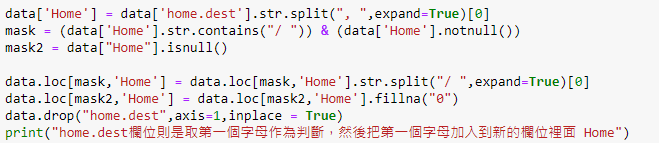 data['Home'] = data['home.dest'].str.split(", ",expand=True)[0]
mask = (data['Home'].str.contains("/ ")) & (data['Home'].notnull())
mask2 = data["Home"].isnull()
data.loc[mask,'Home'] = data.loc[mask,'Home'].str.split("/ ",expand=True)[0]
data.loc[mask2,'Home'] = data.loc[mask2,'Home'].fillna("0")
data.drop("home.dest",axis=1,inplace = True)
print("home.dest欄位則是取第一個字母作為判斷，然後把第一個字母加入到新的欄位裡面 Home")